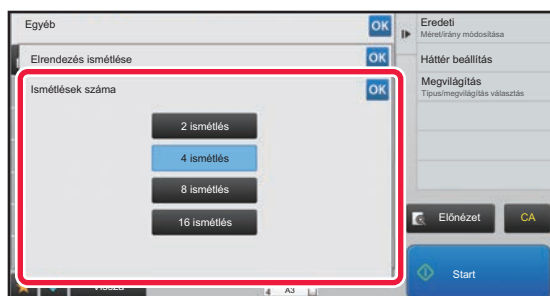 Egyéb
OK
Elrendezés ismétlése
OK
Ismétlések száma
OK
2 ismétlés
4 ismétlés
8 ismétlés
16 ismétlés
Eredeti
Méret/irány módosítása
Háttér beállítás
Megvilágítás
Típus/megvilágítás választás
Előnézet
CA
Start
4
A3